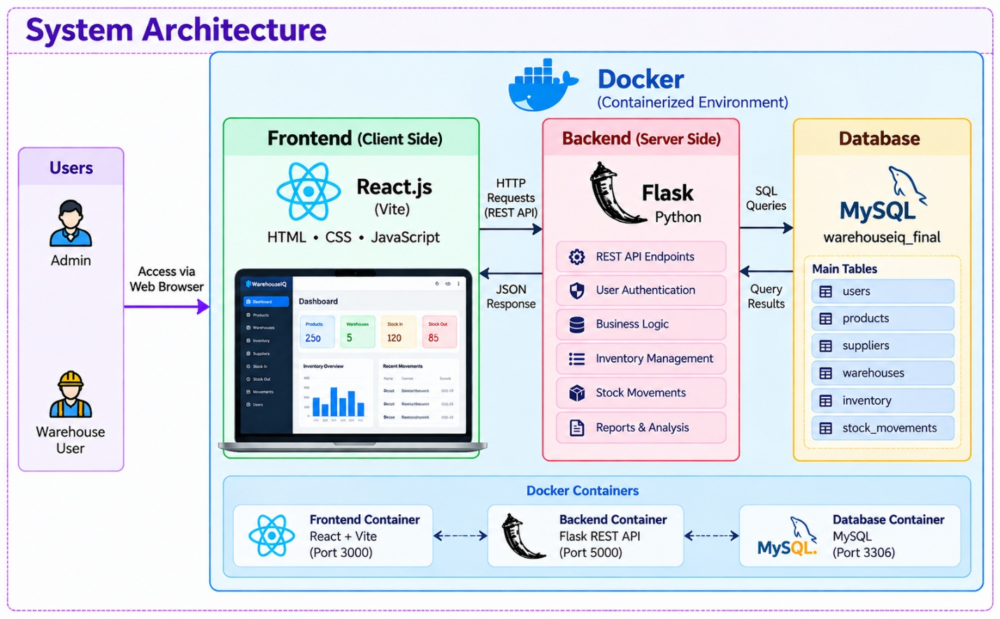 System Architecture
Docker
(Containerized Environment)
Users
Admin
Warehouse
User
Access via
Web Browser
Frontend (Client Side)
React.js
(Vite)
HTML • CSS • JavaScript
WarehouseIQ
Dashboard
Products
Warehouses
Inventory
Suppliers
Stock In
Stock Out
Movements
Users
Dashboard
Products
250
Warehouses
5
Stock In
120
Stock Out
85
Inventory Overview
Recent Movements
HTTP
Requests
(REST API)
JSON
Response
Backend (Server Side)
Flask
Python
REST API Endpoints
User Authentication
Business Logic
Inventory Management
Stock Movements
Reports & Analysis
SQL
Queries
Query
Results
Database
MySQL
warehouseiq_final
Main Tables
users
products
suppliers
warehouses
inventory
stock_movements
Docker Containers
Frontend Container
React + Vite
(Port 3000)
Backend Container
Flask REST API
(Port 5000)
MySQL.
Database Container
MySQL
(Port 3306)